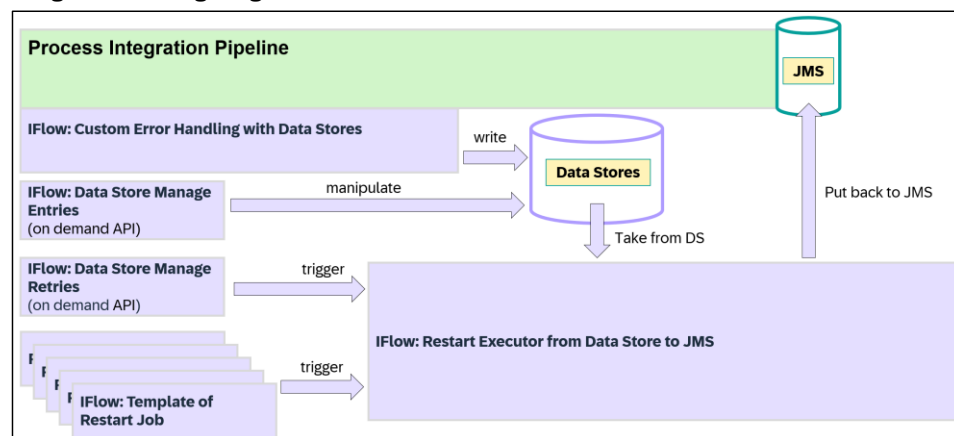 Process Integration Pipeline
JMS
IFlow: Custom Error Handling with Data Stores
write
Data Stores
IFlow: Data Store Manage
Entries
(on demand API)
manipulate
Put back to JMS
Take from DS
IFlow: Data Store Manage
Retries
(on demand API)
trigger
IFlow: Restart Executor from Data Store to JMS
trigger
IFlow: Template of
Restart Job